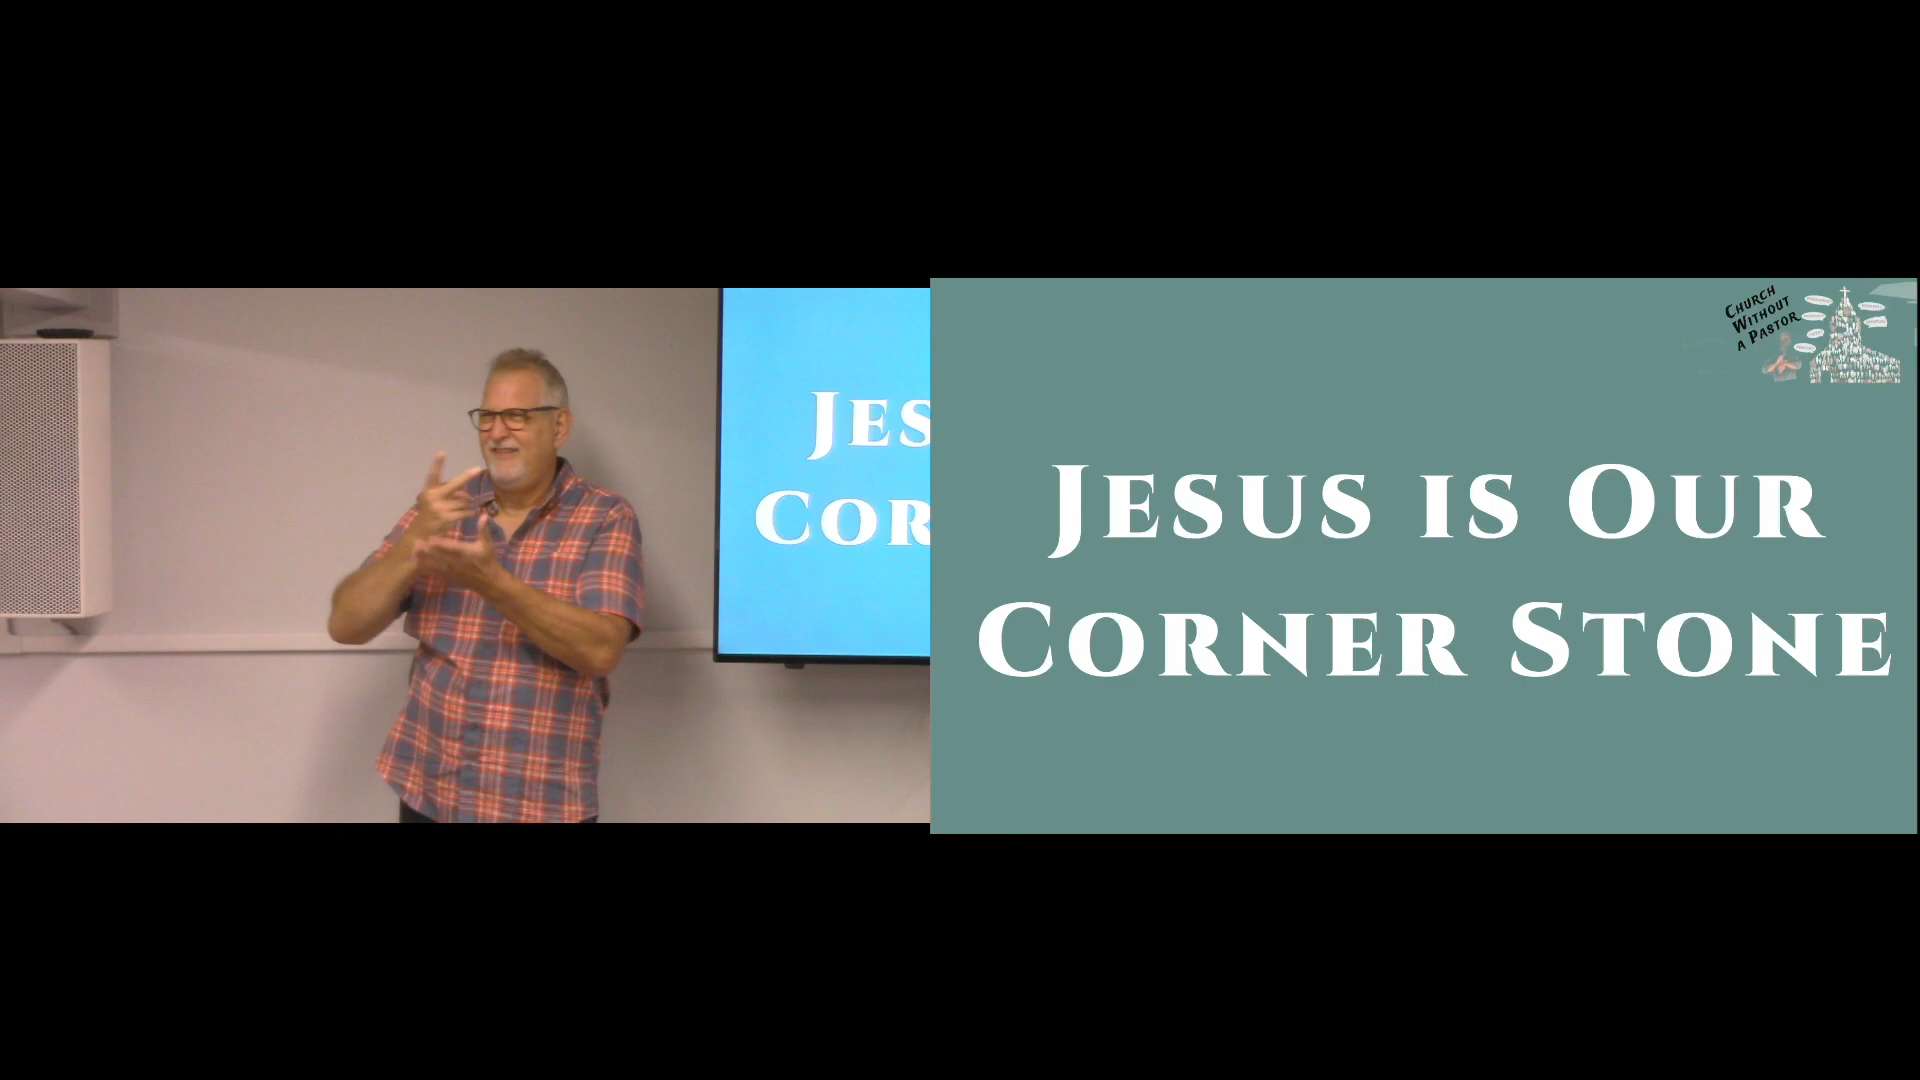 Jes
Cor
Church
Without
a Pastor
Jesus is Our
Corner Stone